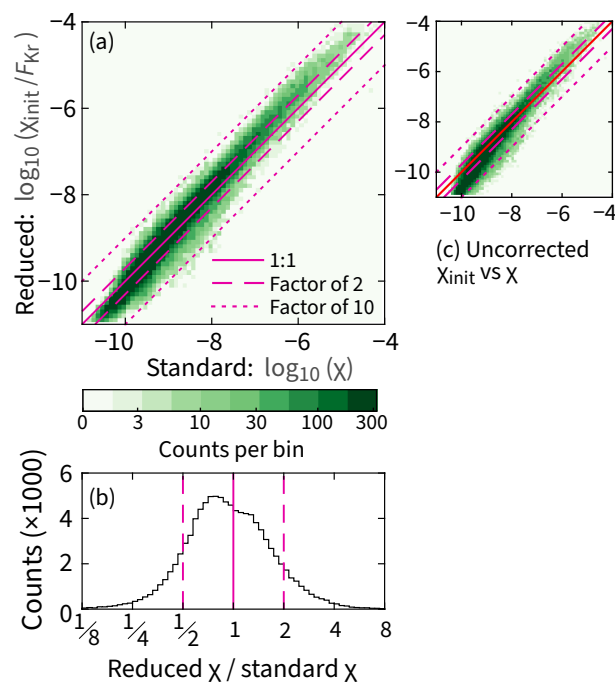 (a)
Reduced: log₁₀ (χinit /FKr)
−4
−6
−8
−10
1:1
Factor of 2
Factor of 10
−10 −8 −6 −4
Standard: log₁₀ (χ)
−4
−6
−8
−10
−10 −8 −6 −4
(c) Uncorrected
χinit vs χ
0 3 10 30 100 300
Counts per bin
(b)
Counts (×1000)
6
4
2
0
1/8 1/4 1/2 1 2 4 8
Reduced χ / standard χ